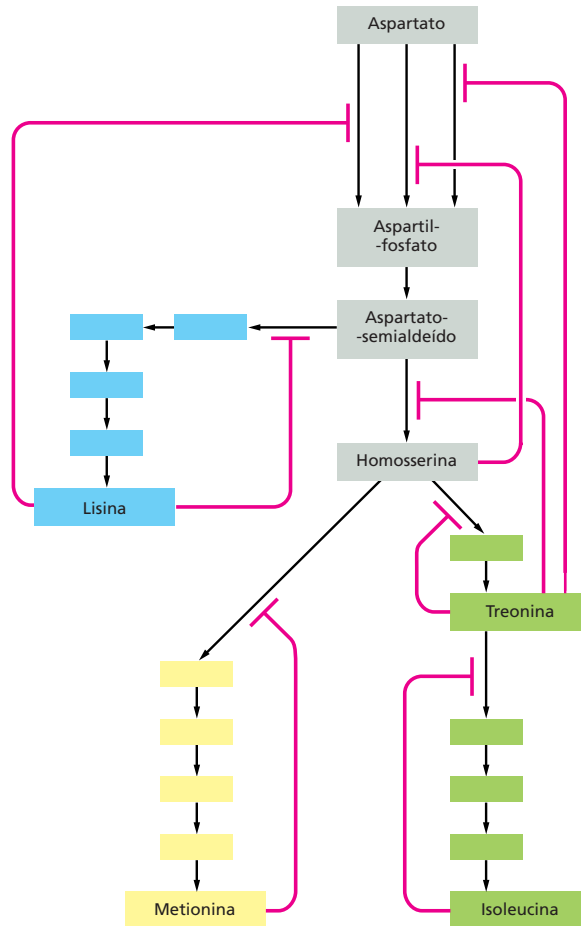 Aspartato
Aspartil-
-fosfato
Aspartato-
-semialdeído
Homosserina
Lisina
Treonina
Metionina
Isoleucina